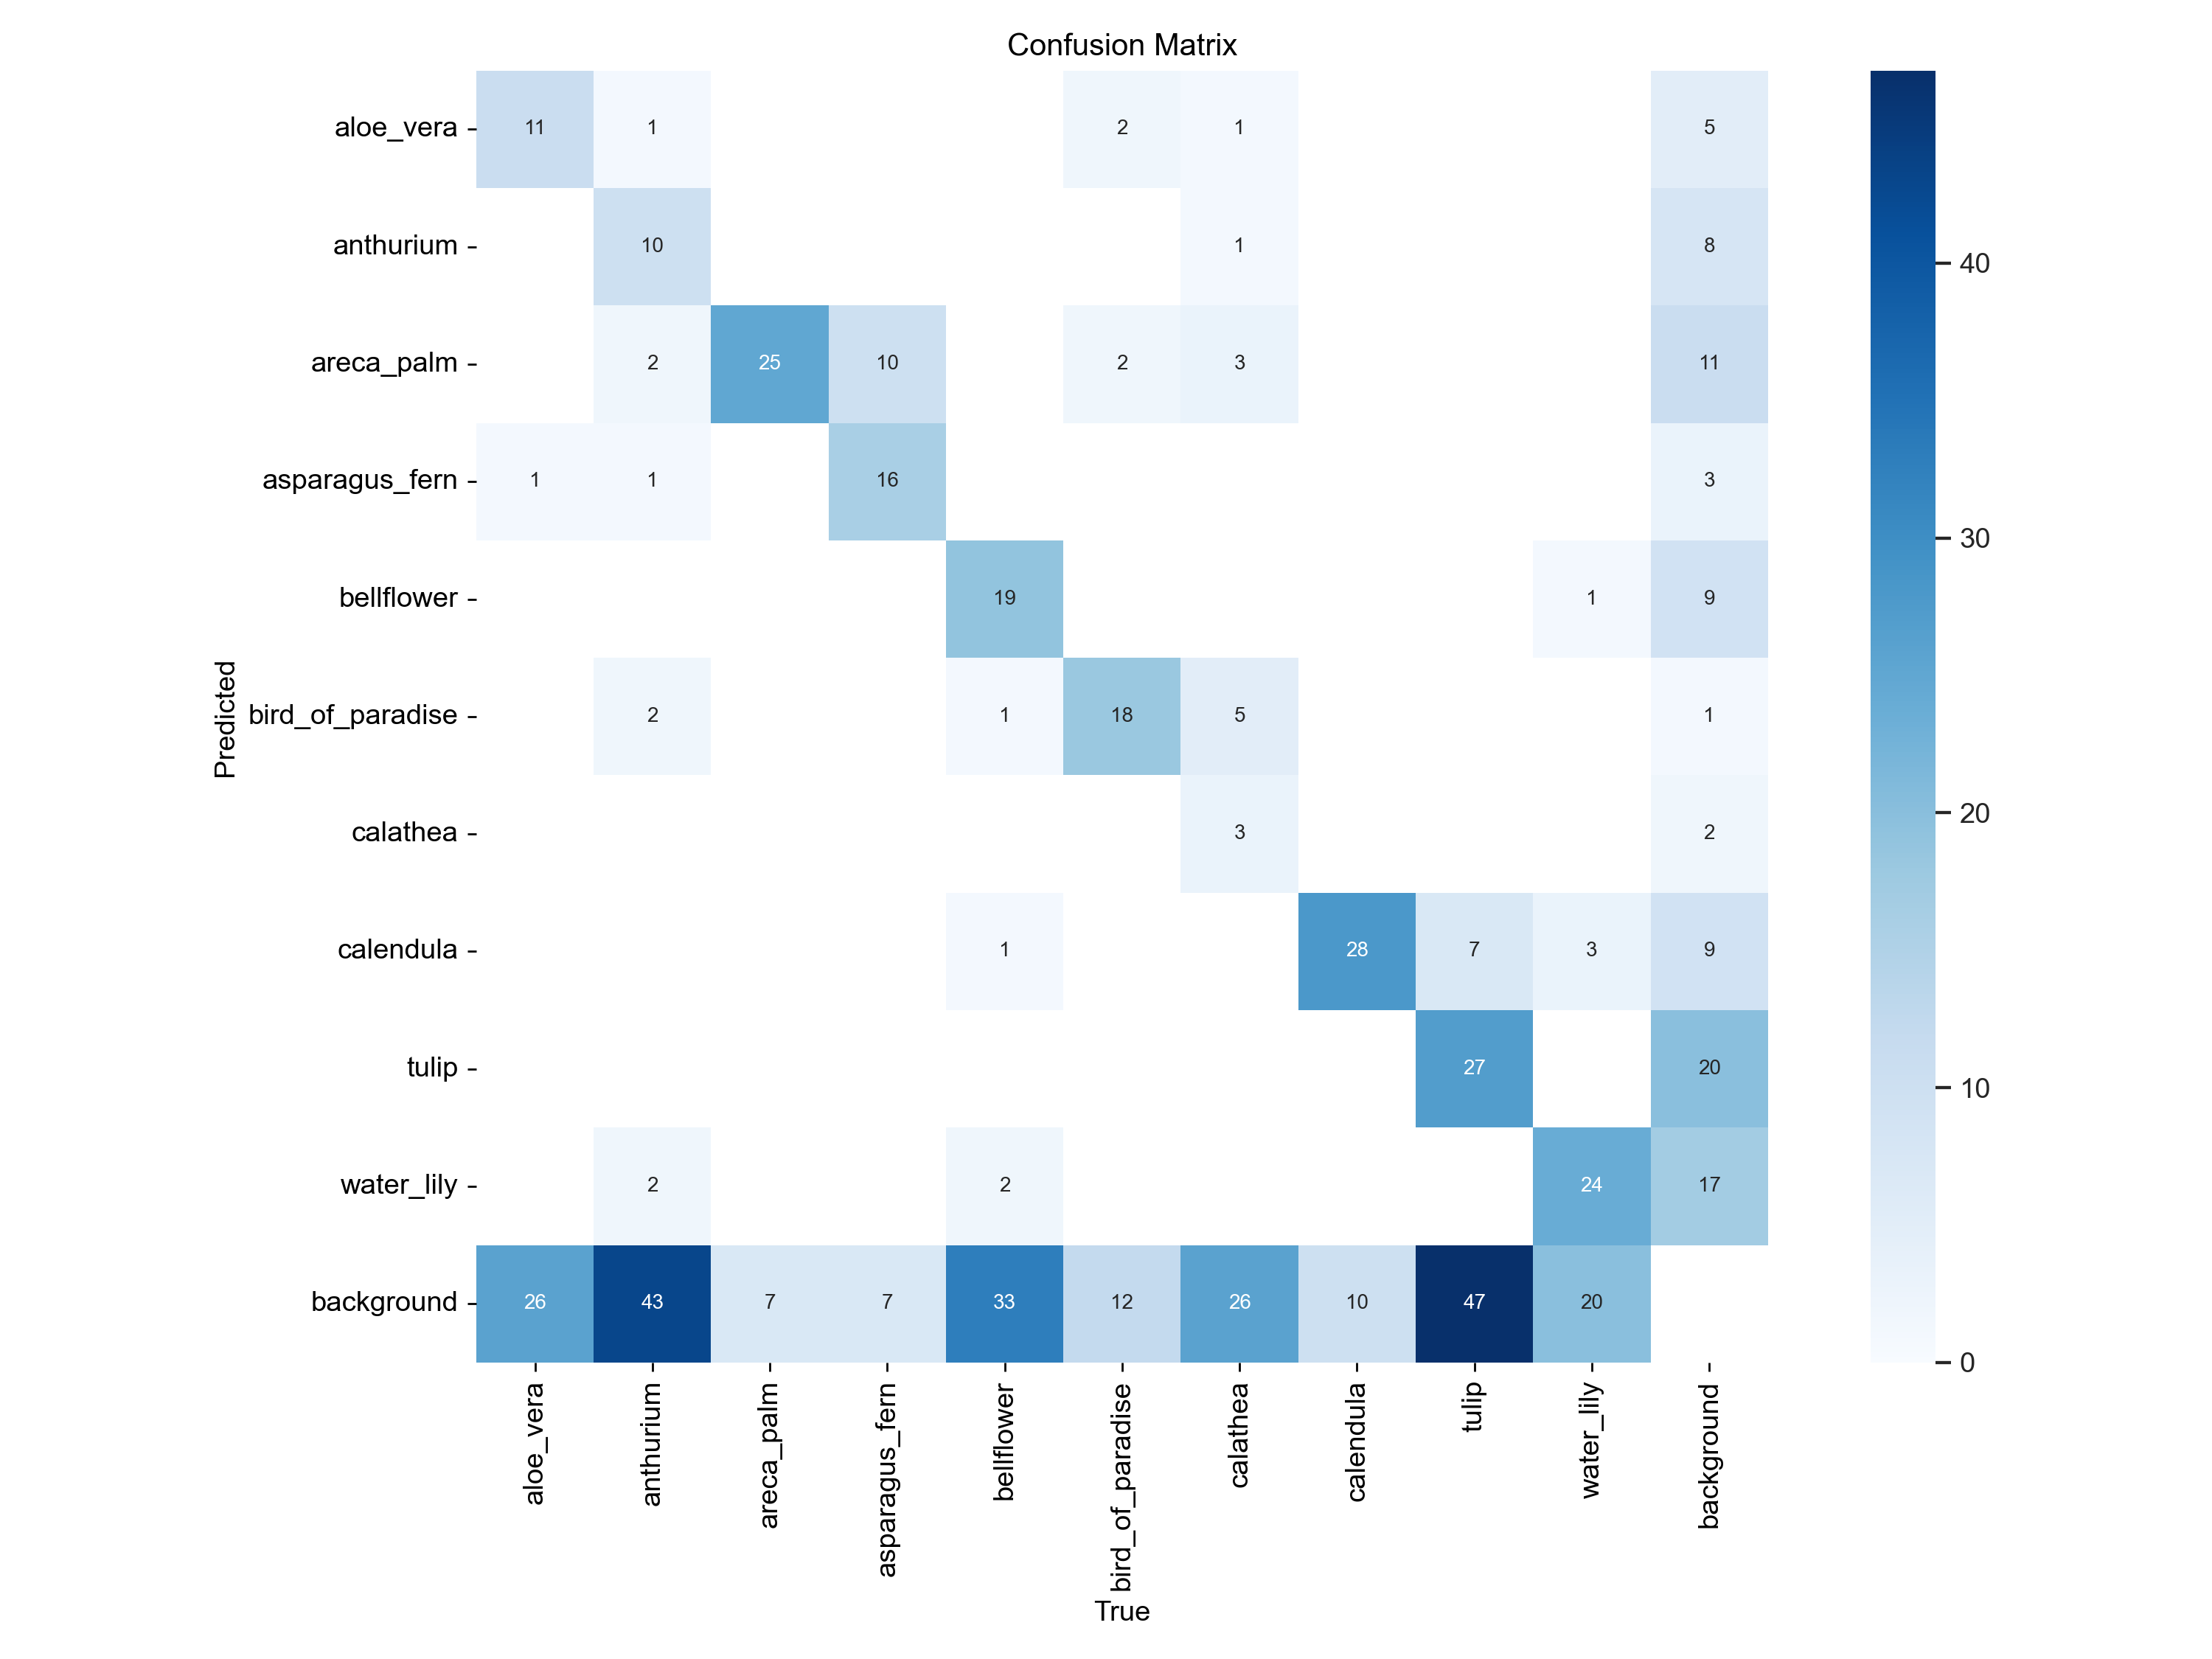 Confusion Matrix
aloe_vera 11 1 2 1 5
anthurium 10 1 8
40
areca_palm 2 25 10 2 3 11
asparagus_fern 1 1 16 3
30
bellflower 19 1 9
Predicted
bird_of_paradise 2 1 18 5 1
calathea 3 2
20
calendula 1 28 7 3 9
tulip 27 20
10
water_lily 2 2 24 17
background 26 43 7 7 33 12 26 10 47 20
0
aloe_vera
anthurium
areca_palm
asparagus_fern
bellflower
bird_of_paradise
calathea
calendula
tulip
water_lily
background
True